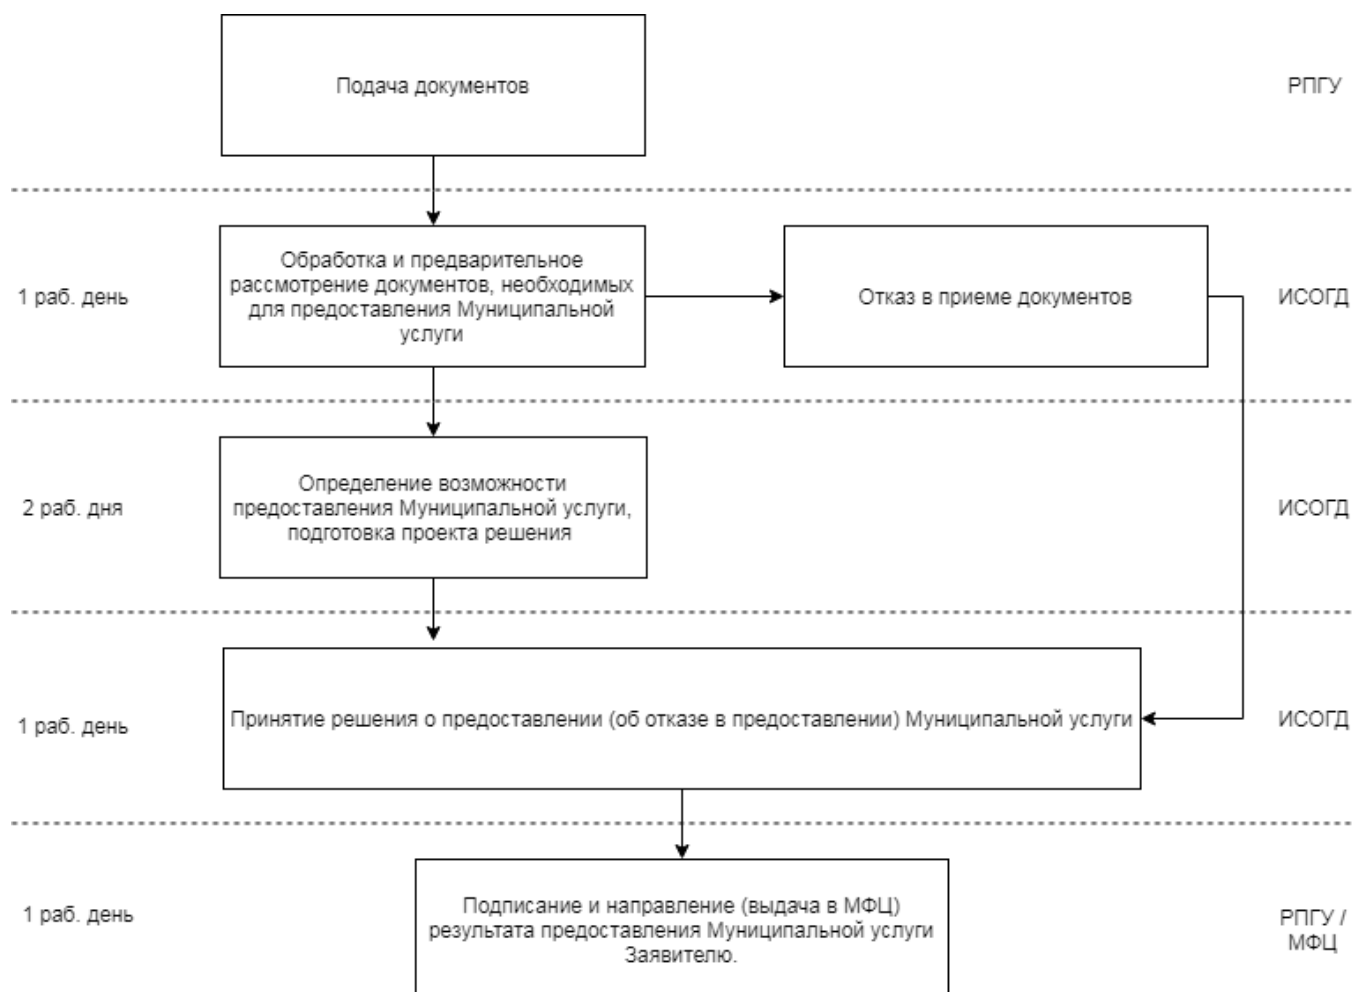 Подача документов
РПГУ
1 раб. день
Обработка и предварительное
рассмотрение документов, необходимых
для предоставления Муниципальной
услуги
Отказ в приеме документов
ИСОГД
2 раб. дня
Определение возможности
предоставления Муниципальной услуги,
подготовка проекта решения
ИСОГД
1 раб. день
Принятие решения о предоставлении (об отказе в предоставлении) Муниципальной услуги
ИСОГД
1 раб. день
Подписание и направление (выдача в МФЦ)
результата предоставления Муниципальной услуги
Заявителю.
РПГУ /
МФЦ